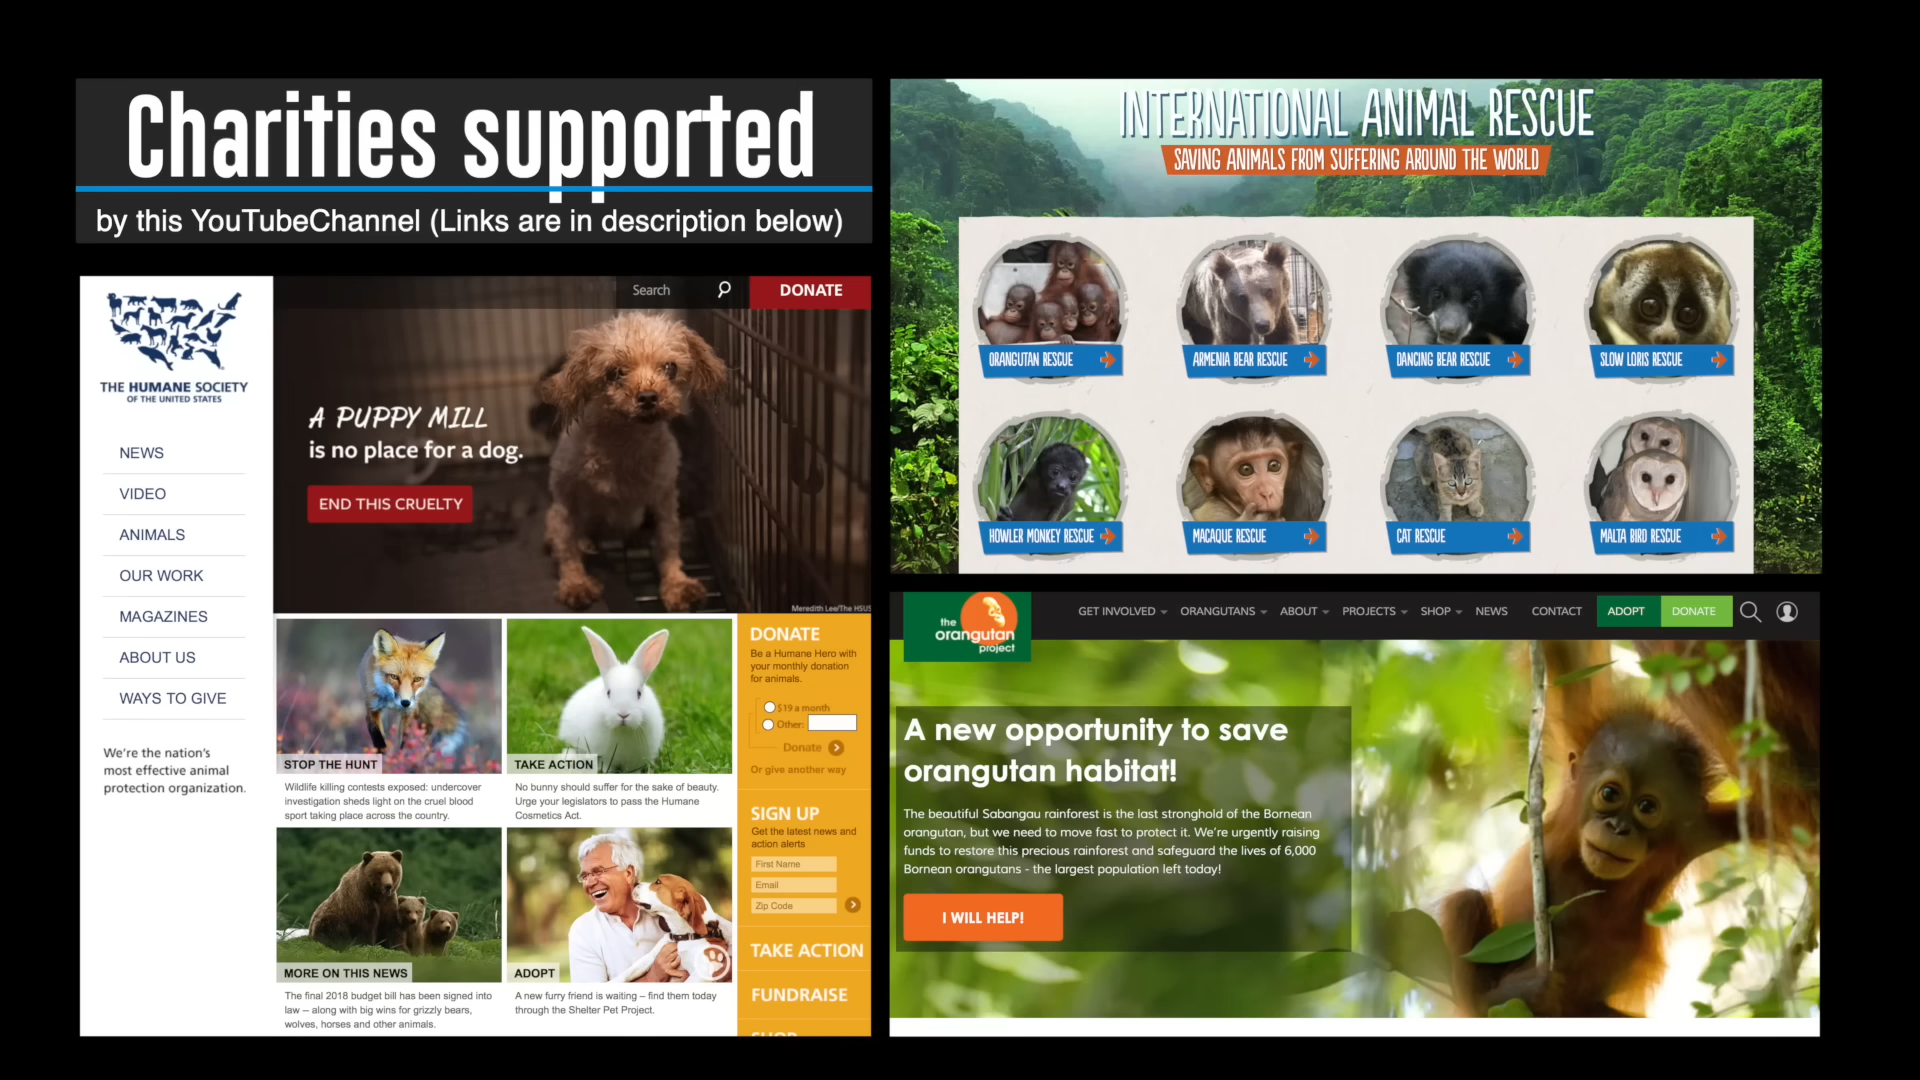 Charities supported
by this YouTubeChannel (Links are in description below)
THE HUMANE SOCIETY
OF THE UNITED STATES
NEWS
VIDEO
ANIMALS
OUR WORK
MAGAZINES
ABOUT US
WAYS TO GIVE
We're the nation's
most effective animal
protection organization.
Search
DONATE
A PUPPY MILL
is no place for a dog.
END THIS CRUELTY
Meredith Lee/The HSUS
STOP THE HUNT
Wildlife killing contests exposed: undercover
investigation sheds light on the cruel blood
sport taking place across the country.
TAKE ACTION
No bunny should suffer for the sake of beauty.
Urge your legislators to pass the Humane
Cosmetics Act.
MORE ON THIS NEWS
The final 2018 budget bill has been signed into
law – along with big wins for grizzly bears,
wolves, horses and other animals.
ADOPT
A new furry friend is waiting – find them today
through the Shelter Pet Project.
DONATE
Be a Humane Hero with
your monthly donation
for animals.
$19 a month
Other:
Donate
Or give another way
SIGN UP
Get the latest news and
action alerts
First Name
Email
Zip Code
TAKE ACTION
FUNDRAISE
SHOP
INTERNATIONAL ANIMAL RESCUE
SAVING ANIMALS FROM SUFFERING AROUND THE WORLD
ORANGUTAN RESCUE
ARMENIA BEAR RESCUE
DANCING BEAR RESCUE
SLOW LORIS RESCUE
HOWLER MONKEY RESCUE
MACAQUE RESCUE
CAT RESCUE
MALTA BIRD RESCUE
the
orangutan
project
GET INVOLVED
ORANGUTANS
ABOUT
PROJECTS
SHOP
NEWS
CONTACT
ADOPT
DONATE
A new opportunity to save
orangutan habitat!
The beautiful Sabangau rainforest is the last stronghold of the Bornean
orangutan, but we need to move fast to protect it. We're urgently raising
funds to restore this precious rainforest and safeguard the lives of 6,000
Bornean orangutans - the largest population left today!
I WILL HELP!